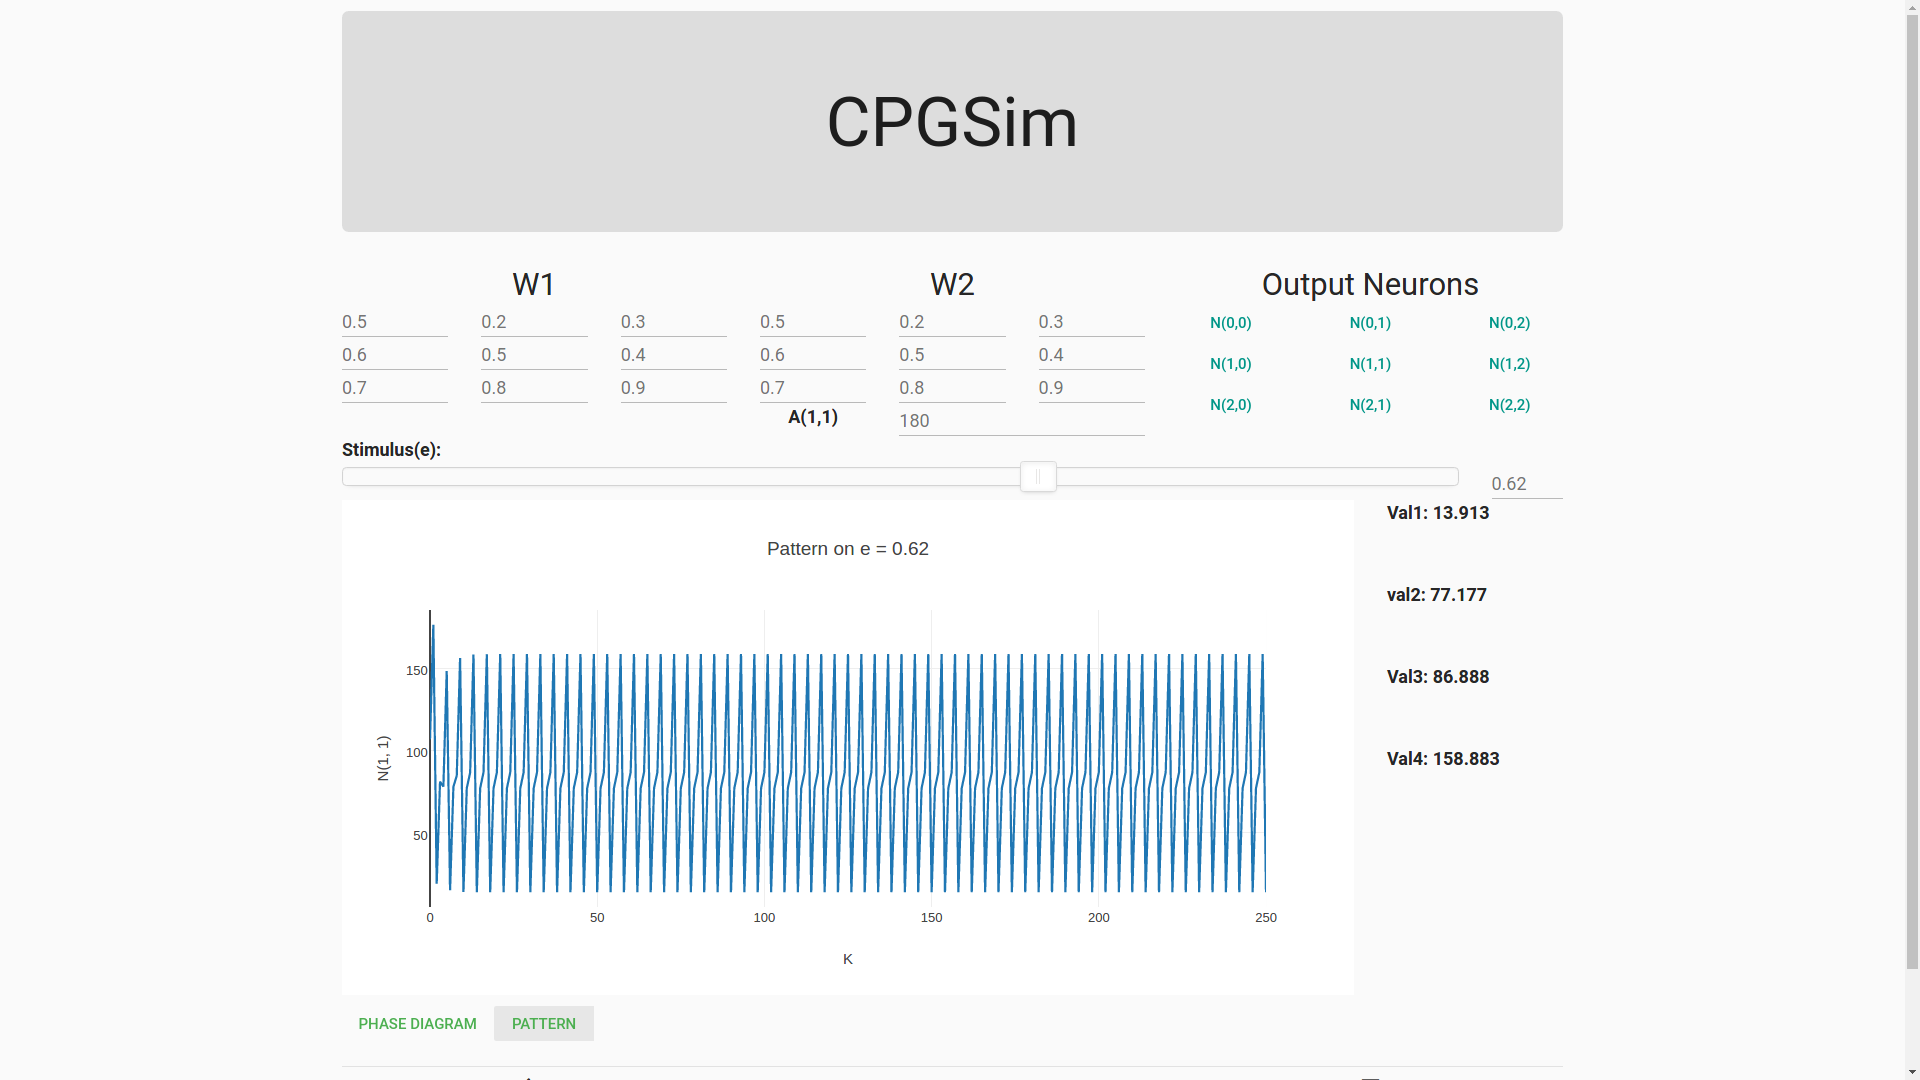 CPGSim
W1 W2 Output Neurons
0.5 0.2 0.3 0.5 0.2 0.3 N(0,0) N(0,1) N(0,2)
0.6 0.5 0.4 0.6 0.5 0.4 N(1,0) N(1,1) N(1,2)
0.7 0.8 0.9 0.7 0.8 0.9 N(2,0) N(2,1) N(2,2)
A(1,1) 180
Stimulus(e):
0.62
Val1: 13.913
Pattern on e = 0.62
val2: 77.177
Val3: 86.888
Val4: 158.883
150
100
50
N(1, 1)
0 50 100 150 200 250
K
PHASE DIAGRAM PATTERN